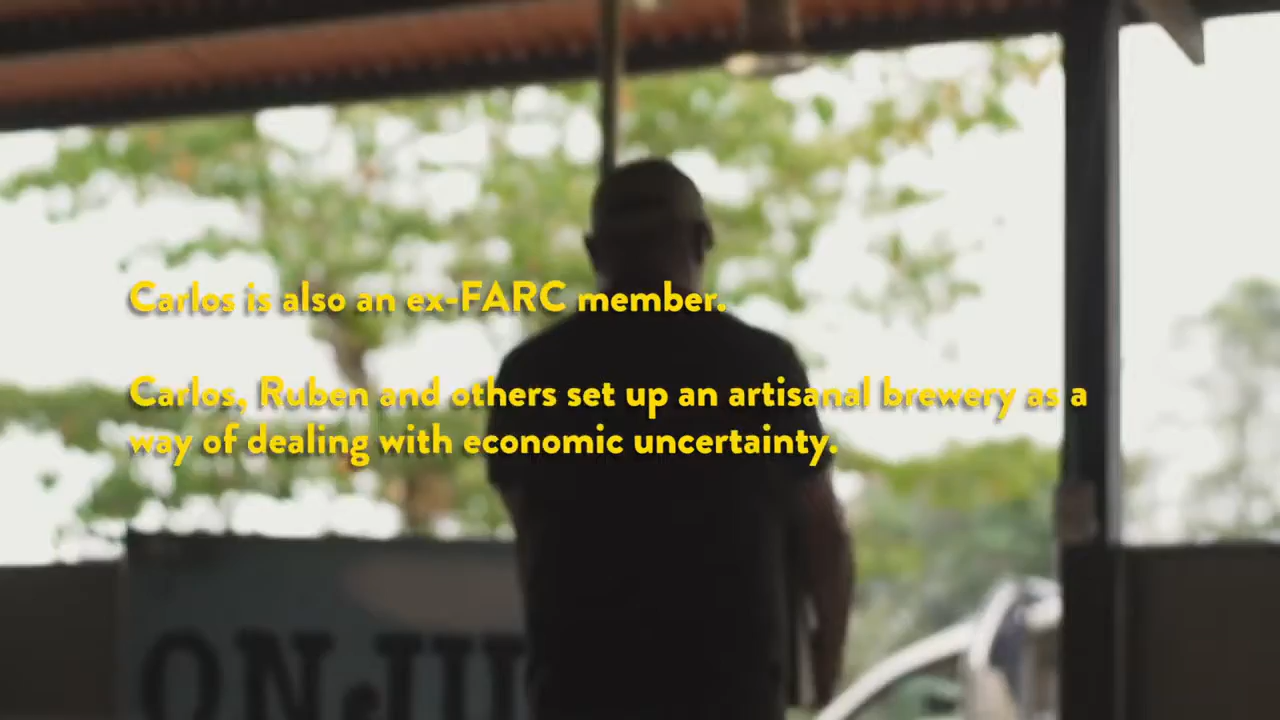 Carlos is also an ex-FARC member.
Carlos, Ruben and others set up an artisanal brewery as a
way of dealing with economic uncertainty.
ONJU